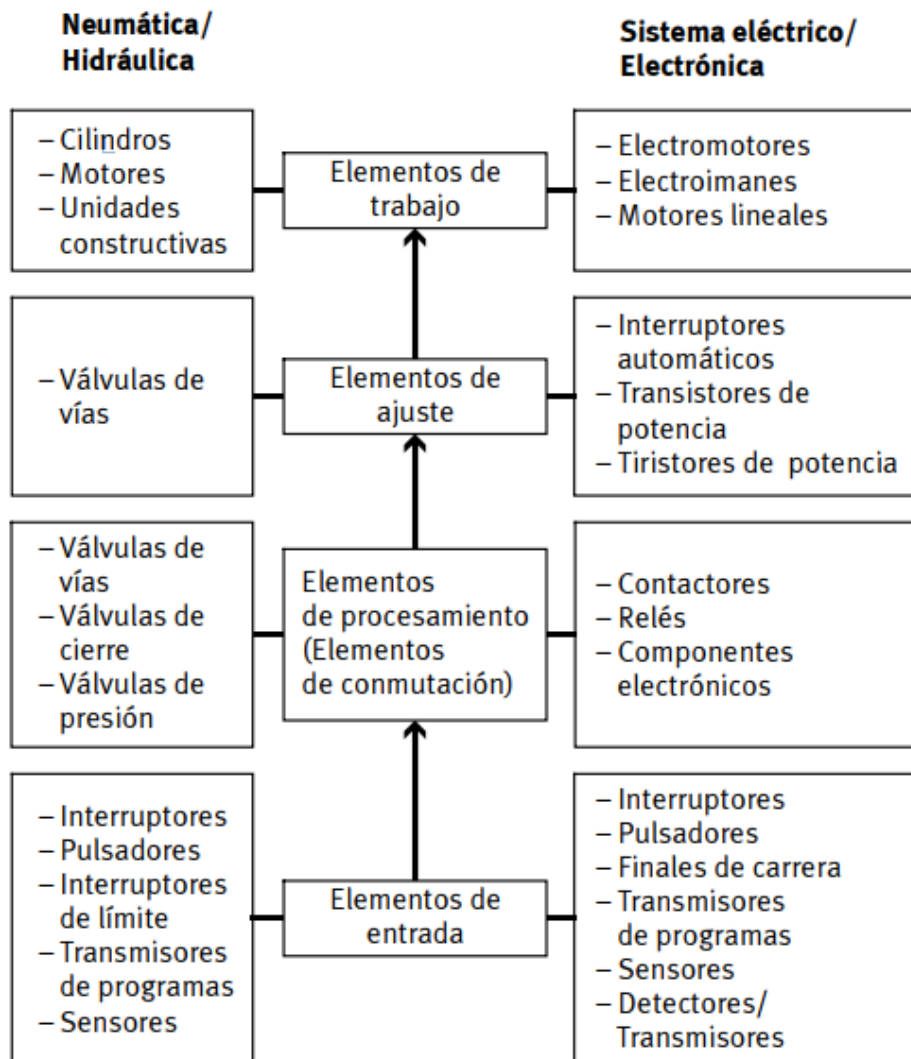 Neumática/
Hidráulica
Sistema eléctrico/
Electrónica
– Cilindros
– Motores
– Unidades
constructivas
Elementos de
trabajo
– Electromotores
– Electroimanes
– Motores lineales
– Válvulas de
vías
Elementos de
ajuste
– Interruptores
automáticos
– Transistores de
potencia
– Tiristores de potencia
– Válvulas de
vías
– Válvulas de
cierre
– Válvulas de
presión
Elementos
de procesamiento
(Elementos
de conmutación)
– Contactores
– Relés
– Componentes
electrónicos
– Interruptores
– Pulsadores
– Interruptores
de límite
– Transmisores
de programas
– Sensores
Elementos de
entrada
– Interruptores
– Pulsadores
– Finales de carrera
– Transmisores
de programas
– Sensores
– Detectores/
Transmisores